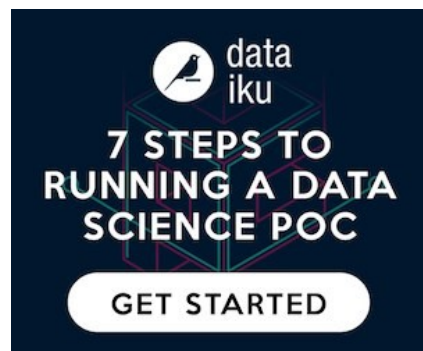 data
iku
7 STEPS TO
RUNNING A DATA
SCIENCE POC
GET STARTED